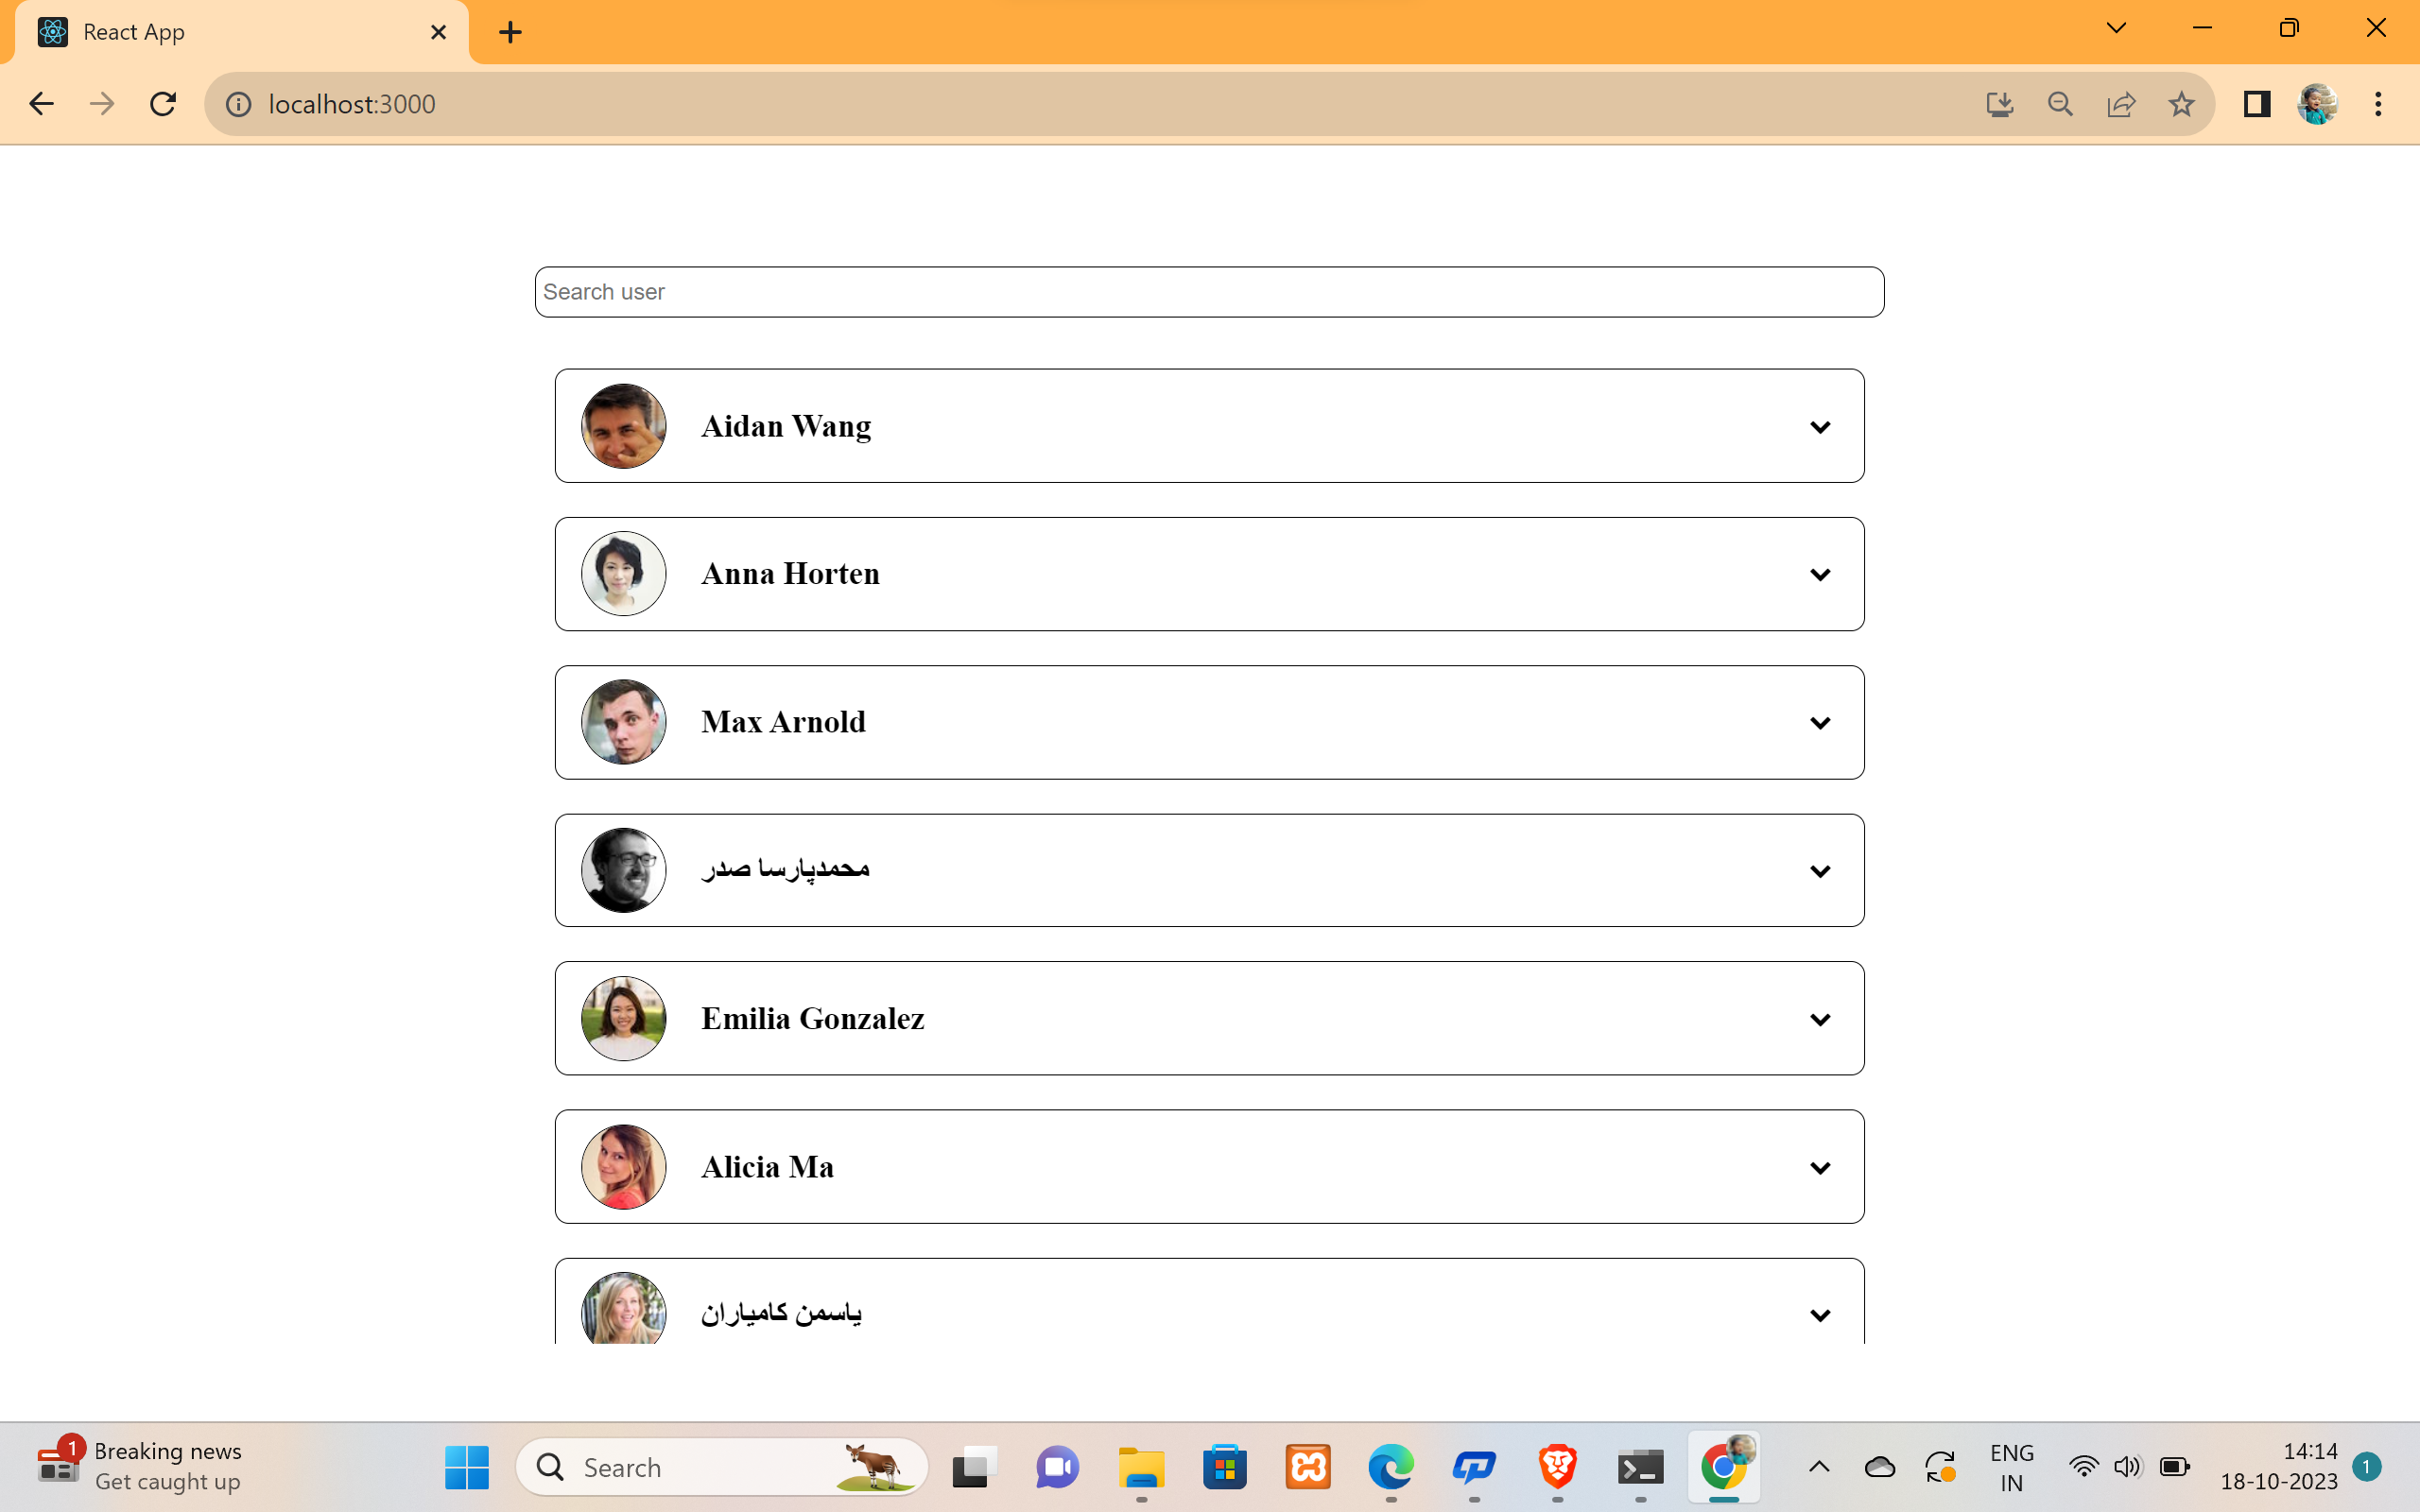 React App
localhost:3000
Search user
Aidan Wang
Anna Horten
Max Arnold
محمدپارسا صدر
Emilia Gonzalez
Alicia Ma
یاسمن کامیاران
1
Breaking news
Get caught up
Search
ENG
IN
14:14
18-10-2023
1